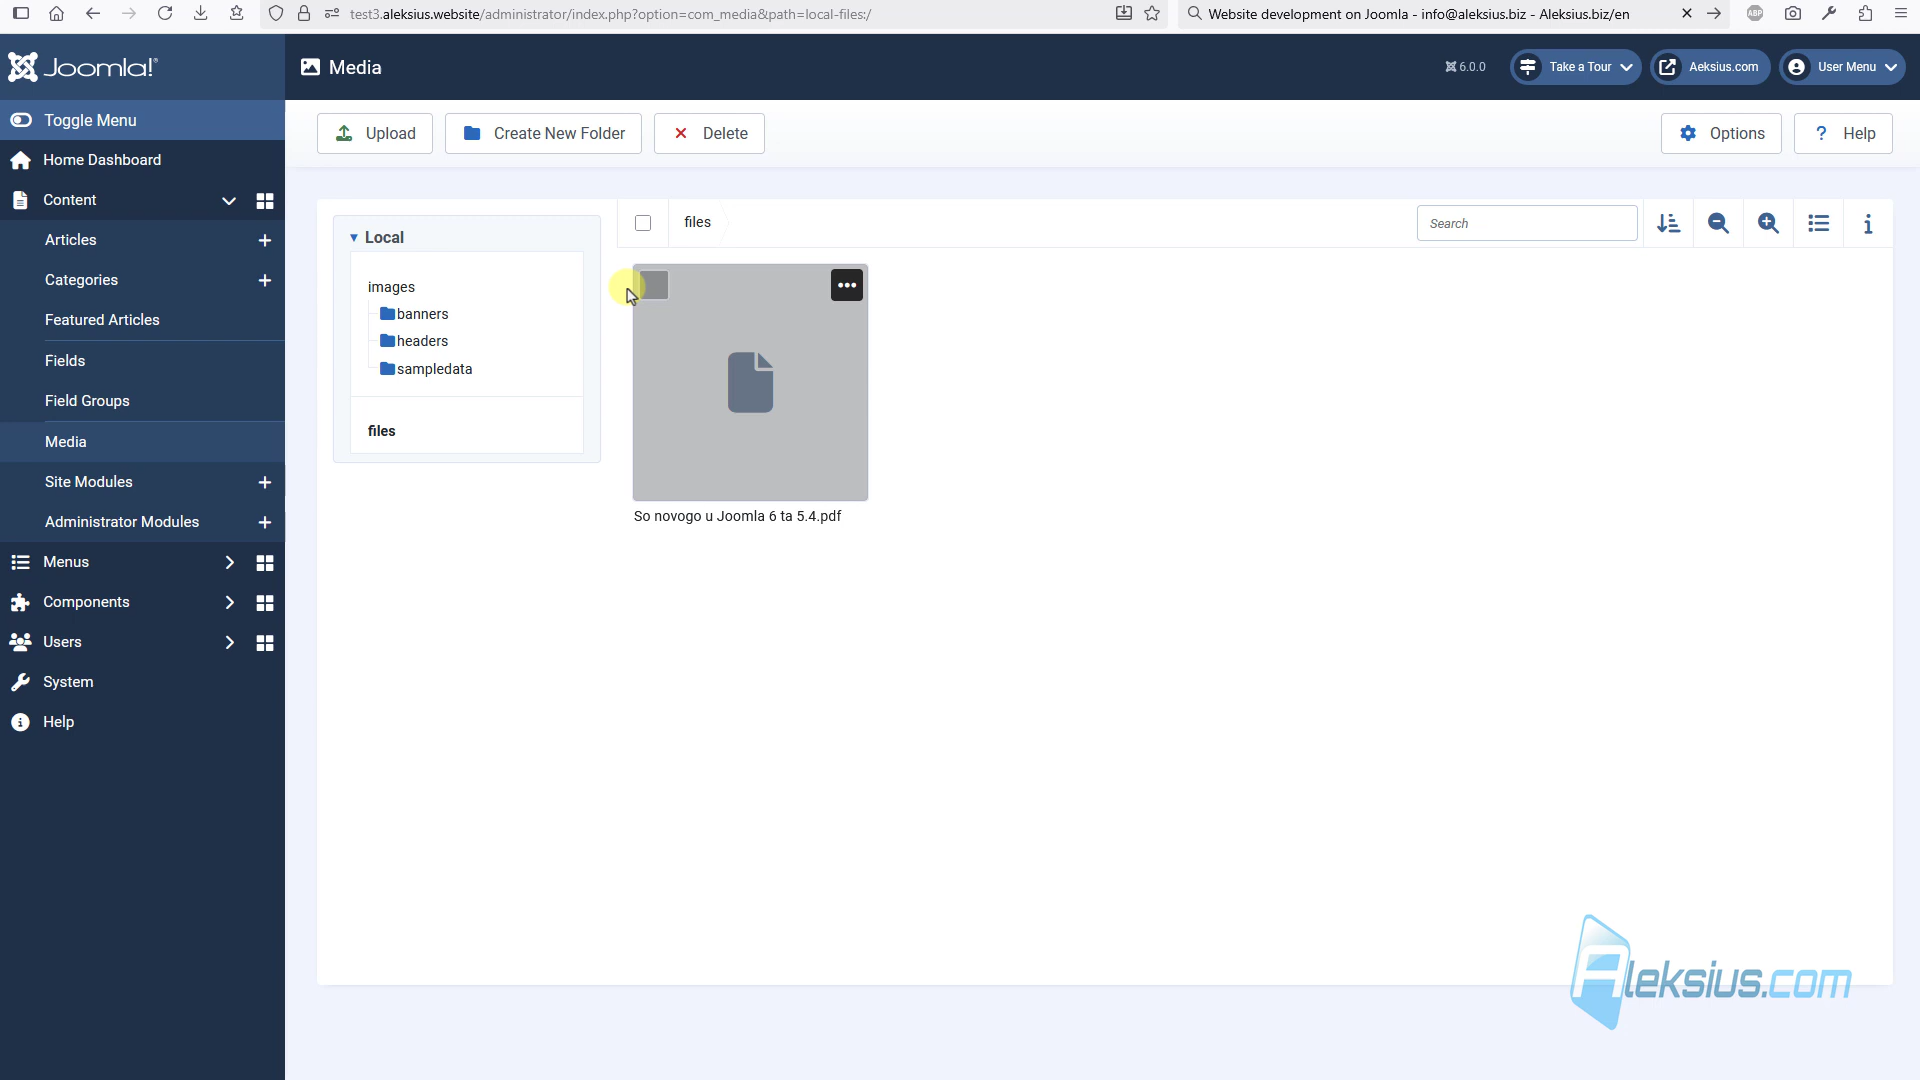 test3.aleksius.website/administrator/index.php?option=com_media&path=local-files:/
Website development on Joomla - info@aleksius.biz - Aleksius.biz/en
ABP
Joomla!®
Media
6.0.0
Take a Tour
Aeksius.com
User Menu
Toggle Menu
Home Dashboard
Content
Articles
Categories
Featured Articles
Fields
Field Groups
Media
Site Modules
Administrator Modules
Menus
Components
Users
System
Help
Upload
Create New Folder
Delete
Options
? Help
Local
images
banners
headers
sampledata
files
files
Search
So novogo u Joomla 6 ta 5.4.pdf
Aleksius.com